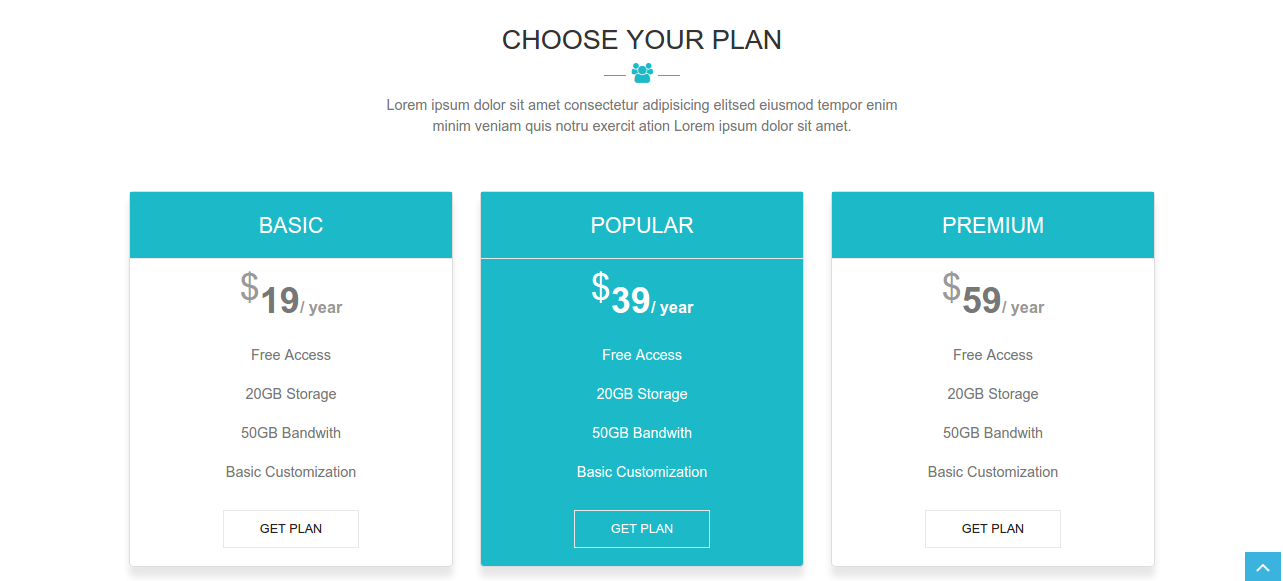 CHOOSE YOUR PLAN
Lorem ipsum dolor sit amet consectetur adipisicing elitsed eiusmod tempor enim
minim veniam quis notru exercit ation Lorem ipsum dolor sit amet.
BASIC
$19/ year
Free Access
20GB Storage
50GB Bandwith
Basic Customization
GET PLAN
POPULAR
$39/ year
Free Access
20GB Storage
50GB Bandwith
Basic Customization
GET PLAN
PREMIUM
$59/ year
Free Access
20GB Storage
50GB Bandwith
Basic Customization
GET PLAN